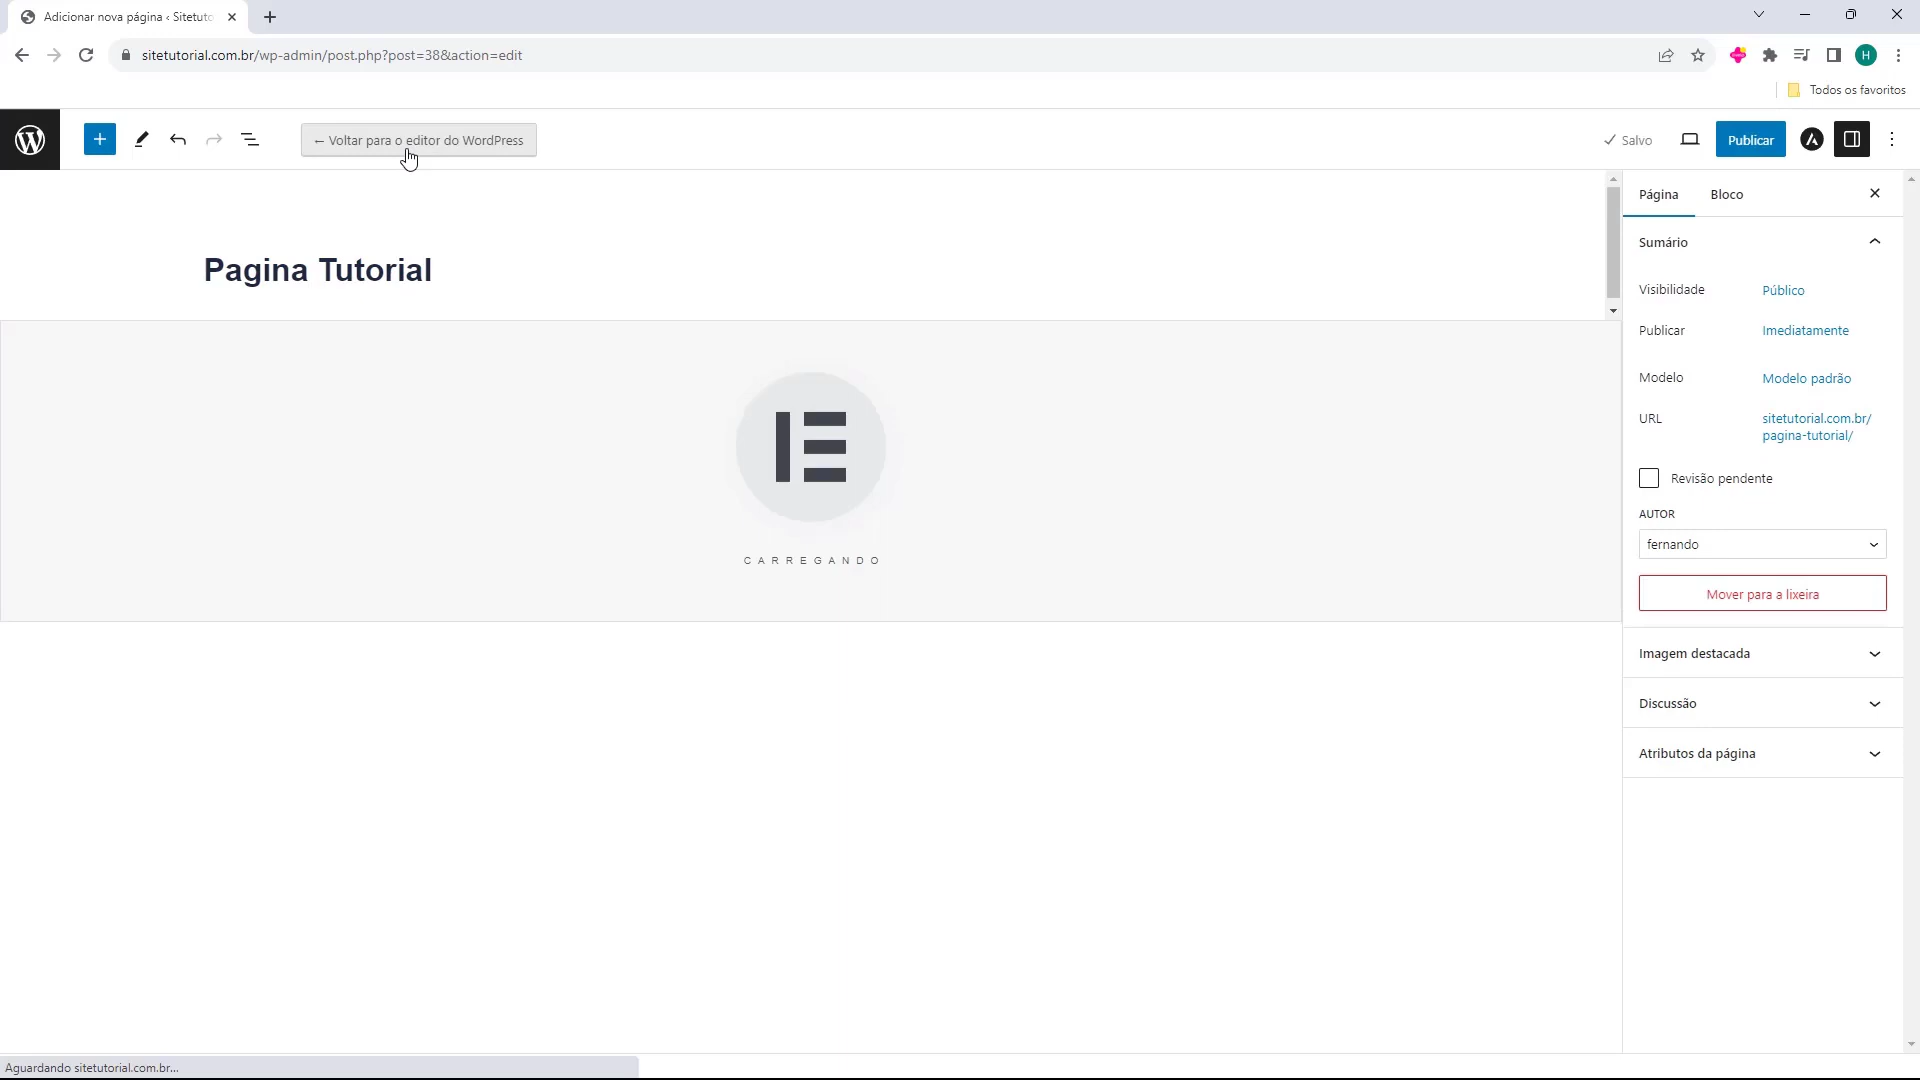 Adicionar nova página ‹ Sitetuto
sitetutorial.com.br/wp-admin/post.php?post=38&action=edit
H
Todos os favoritos
← Voltar para o editor do WordPress
Salvo
Publicar
Página
Bloco
Sumário
Pagina Tutorial
Visibilidade
Público
Publicar
Imediatamente
Modelo
Modelo padrão
URL
sitetutorial.com.br/
pagina-tutorial/
Revisão pendente
AUTOR
fernando
CARREGANDO
Mover para a lixeira
Imagem destacada
Discussão
Atributos da página
Aguardando sitetutorial.com.br...